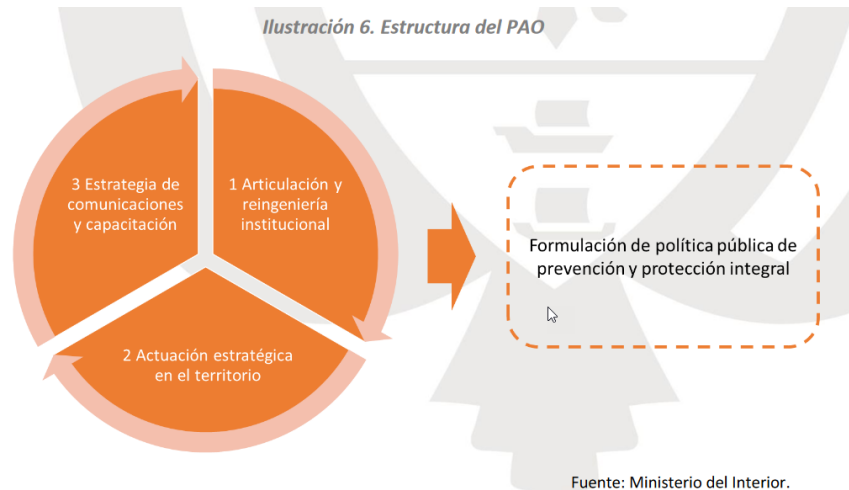 Ilustración 6. Estructura del PAO
3 Estrategia de
comunicaciones
y capacitación
1 Articulación y
reingeniería
institucional
2 Actuación estratégica
en el territorio
Formulación de política pública de
prevención y protección integral
Fuente: Ministerio del Interior.